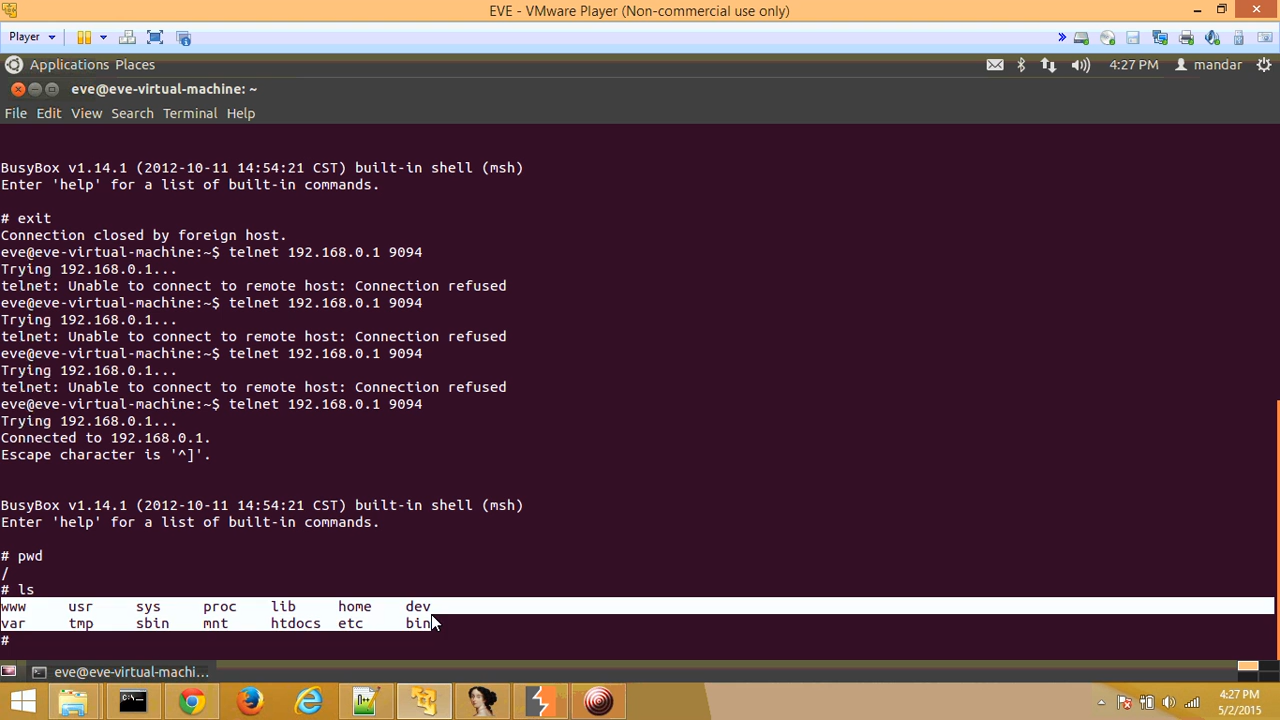 EVE - VMware Player (Non-commercial use only)
Player
Applications Places
4:27 PM
mandar
eve@eve-virtual-machine: ~
File Edit View Search Terminal Help
BusyBox v1.14.1 (2012-10-11 14:54:21 CST) built-in shell (msh)
Enter 'help' for a list of built-in commands.
# exit
Connection closed by foreign host.
eve@eve-virtual-machine:~$ telnet 192.168.0.1 9094
Trying 192.168.0.1...
telnet: Unable to connect to remote host: Connection refused
eve@eve-virtual-machine:~$ telnet 192.168.0.1 9094
Trying 192.168.0.1...
telnet: Unable to connect to remote host: Connection refused
eve@eve-virtual-machine:~$ telnet 192.168.0.1 9094
Trying 192.168.0.1...
telnet: Unable to connect to remote host: Connection refused
eve@eve-virtual-machine:~$ telnet 192.168.0.1 9094
Trying 192.168.0.1...
Connected to 192.168.0.1.
Escape character is '^]'.
BusyBox v1.14.1 (2012-10-11 14:54:21 CST) built-in shell (msh)
Enter 'help' for a list of built-in commands.
# pwd
/
# ls
www usr sys proc lib home dev
var tmp sbin mnt htdocs etc bin
#
eve@eve-virtual-machi...
4:27 PM
5/2/2015